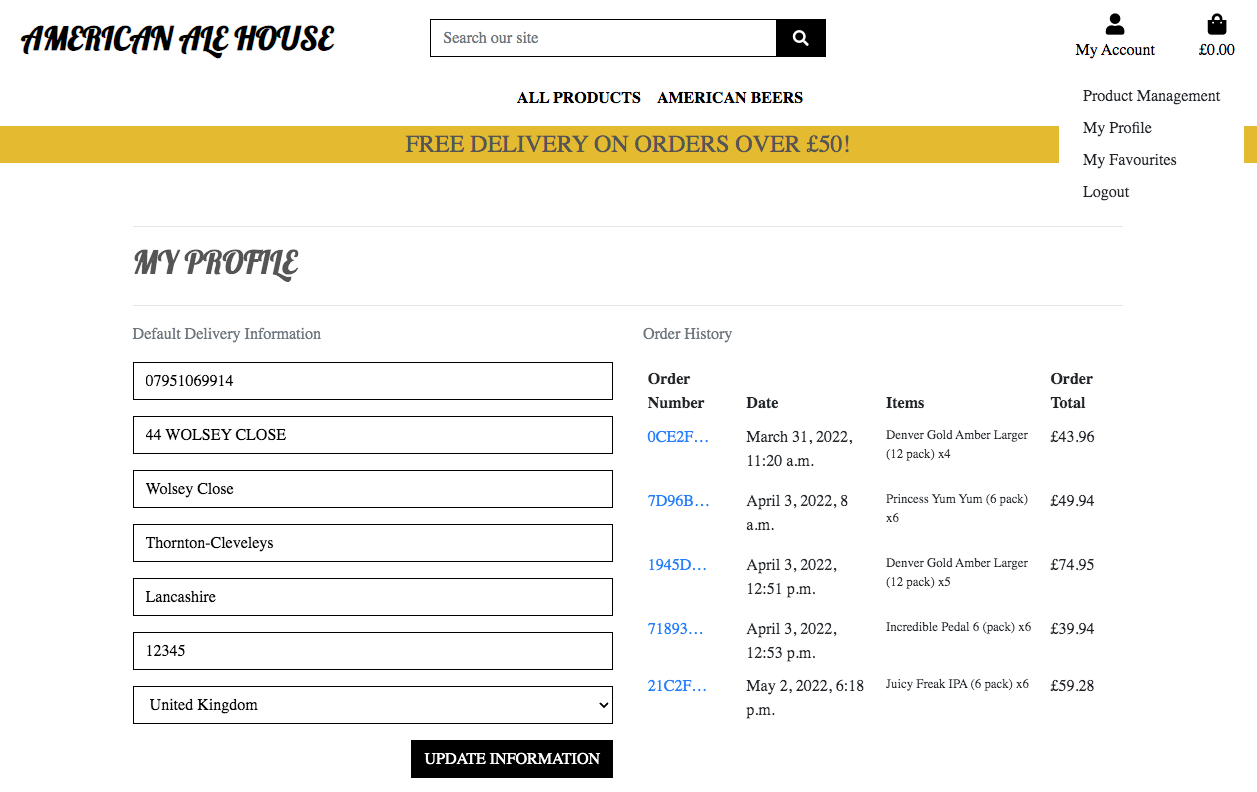 AMERICAN ALE HOUSE
Search our site
My Account
£0.00
ALL PRODUCTS AMERICAN BEERS
Product Management
My Profile
My Favourites
Logout
FREE DELIVERY ON ORDERS OVER £50!
MY PROFILE
Default Delivery Information
07951069914
44 WOLSEY CLOSE
Wolsey Close
Thornton-Cleveleys
Lancashire
12345
United Kingdom
UPDATE INFORMATION
Order History
Order
Number
Date
Items
Order
Total
0CE2F…
March 31, 2022,
11:20 a.m.
Denver Gold Amber Larger
(12 pack) x4
£43.96
7D96B…
April 3, 2022, 8
a.m.
Princess Yum Yum (6 pack)
x6
£49.94
1945D…
April 3, 2022,
12:51 p.m.
Denver Gold Amber Larger
(12 pack) x5
£74.95
71893…
April 3, 2022,
12:53 p.m.
Incredible Pedal 6 (pack) x6
£39.94
21C2F…
May 2, 2022, 6:18
p.m.
Juicy Freak IPA (6 pack) x6
£59.28